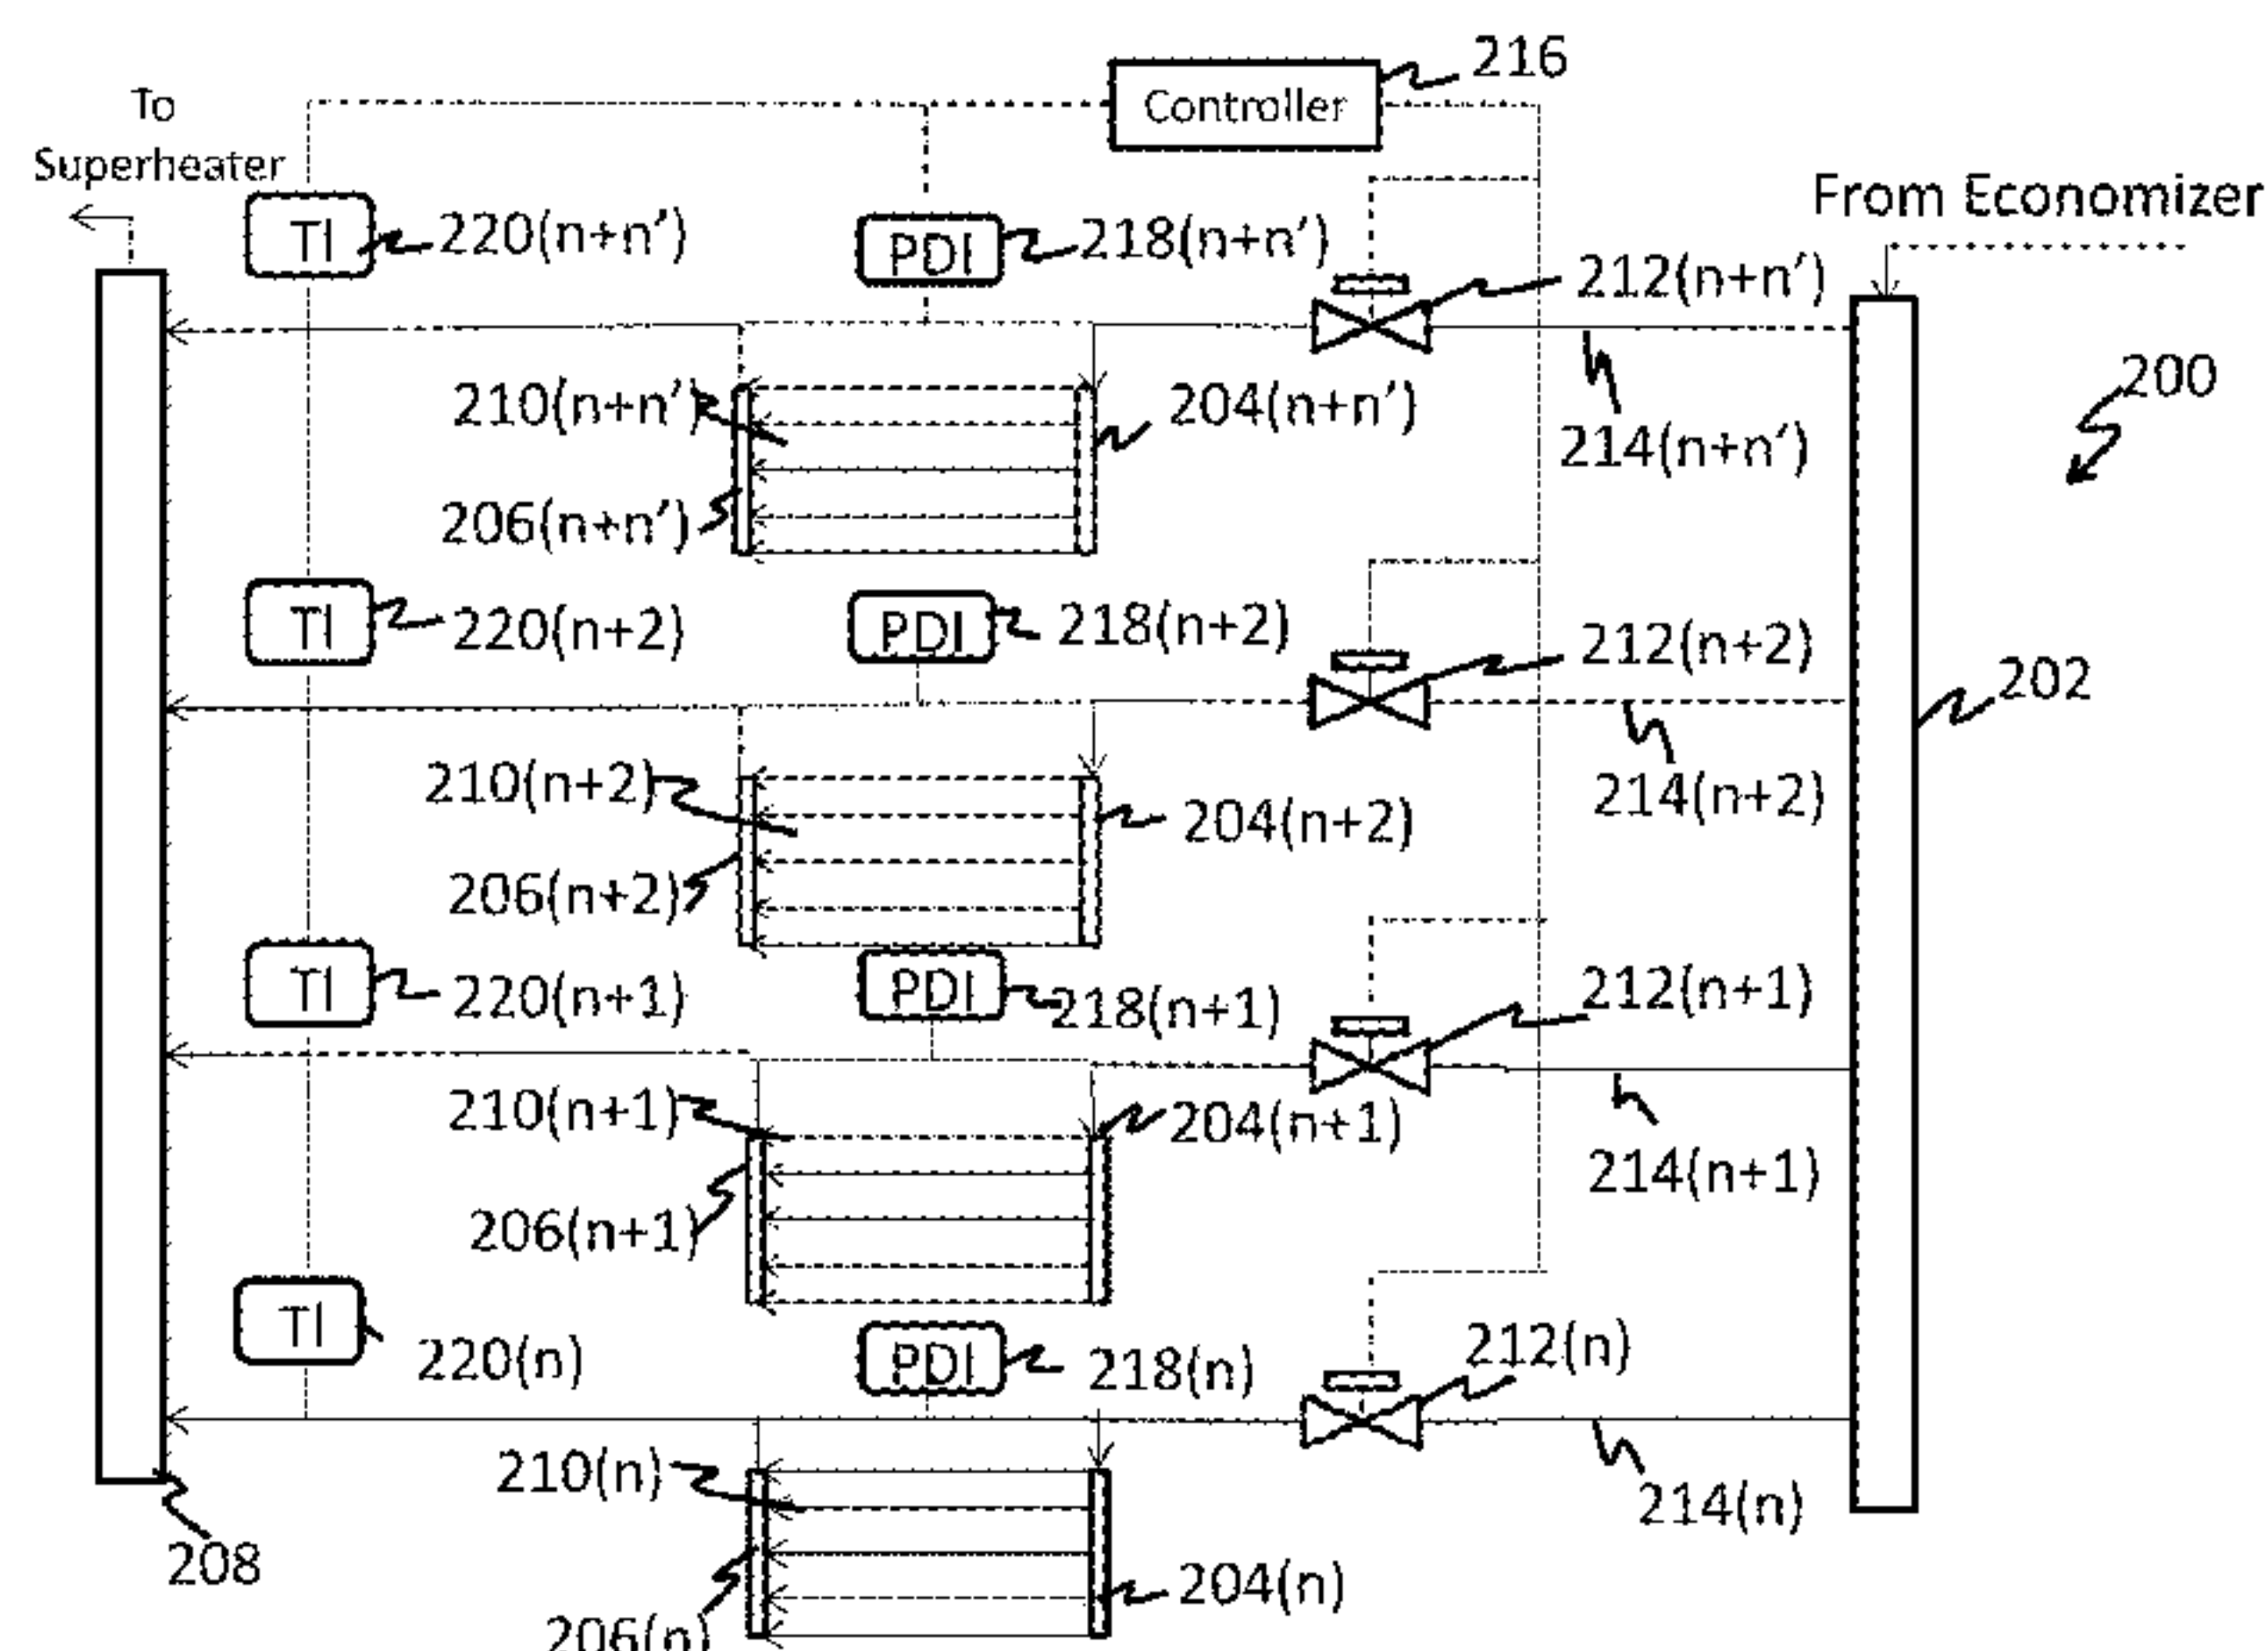 216
Controller
To
Superheater
From Economizer
TI
220(n+n')
PDI
218(n+n')
212(n+n')
200
210(n+n')
204(n+n')
214(n+n')
206(n+n')
TI
220(n+2)
PDI
218(n+2)
212(n+2)
202
210(n+2)
204(n+2)
214(n+2)
206(n+2)
TI
220(n+1)
PDI
218(n+1)
212(n+1)
210(n+1)
204(n+1)
214(n+1)
206(n+1)
TI
220(n)
PDI
218(n)
212(n)
210(n)
214(n)
208
204(n)
206(n)